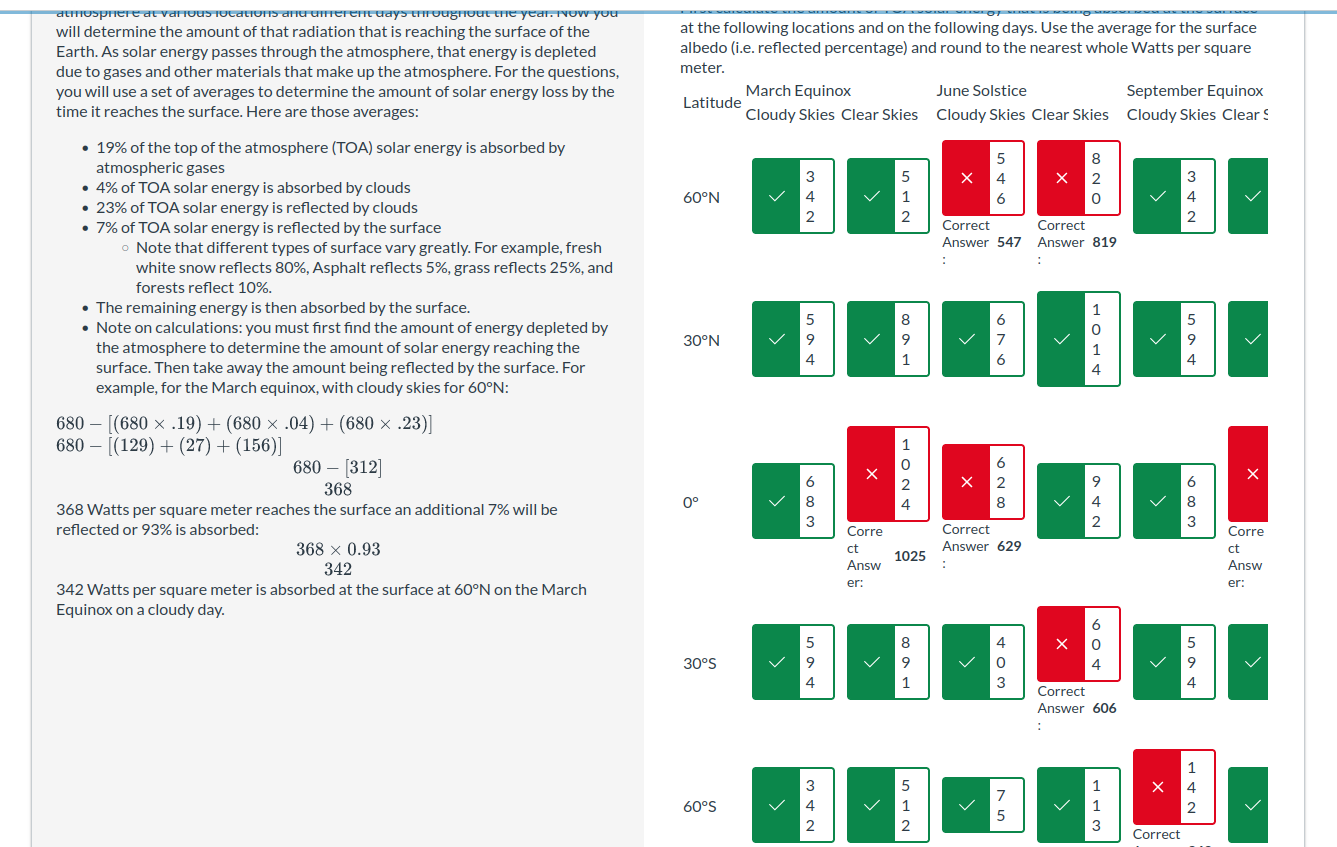 atmosphere at various locations and different days throughout the year. Now you
will determine the amount of that radiation that is reaching the surface of the
Earth. As solar energy passes through the atmosphere, that energy is depleted
due to gases and other materials that make up the atmosphere. For the questions,
you will use a set of averages to determine the amount of solar energy loss by the
time it reaches the surface. Here are those averages:
• 19% of the top of the atmosphere (TOA) solar energy is absorbed by
atmospheric gases
• 4% of TOA solar energy is absorbed by clouds
• 23% of TOA solar energy is reflected by clouds
• 7% of TOA solar energy is reflected by the surface
◦ Note that different types of surface vary greatly. For example, fresh
white snow reflects 80%, Asphalt reflects 5%, grass reflects 25%, and
forests reflect 10%.
• The remaining energy is then absorbed by the surface.
• Note on calculations: you must first find the amount of energy depleted by
the atmosphere to determine the amount of solar energy reaching the
surface. Then take away the amount being reflected by the surface. For
example, for the March equinox, with cloudy skies for 60°N:
680 − [(680 × .19) + (680 × .04) + (680 × .23)]
680 − [(129) + (27) + (156)]
680 − [312]
368
368 Watts per square meter reaches the surface an additional 7% will be
reflected or 93% is absorbed:
368 × 0.93
342
342 Watts per square meter is absorbed at the surface at 60°N on the March
Equinox on a cloudy day.
at the following locations and on the following days. Use the average for the surface
albedo (i.e. reflected percentage) and round to the nearest whole Watts per square
meter.
March Equinox June Solstice September Equinox
Latitude
Cloudy Skies Clear Skies Cloudy Skies Clear Skies Cloudy Skies Clear S
60°N 342 512 546 820 342
Correct Answer: 547 Correct Answer: 819
30°N 594 891 676 1014 594
0° 683 1024 628 942 683
Correct Answer: 1025 Correct Answer: 629 Correct Answer:
30°S 594 891 403 604 594
Correct Answer: 606
60°S 342 512 75 113 142
Correct